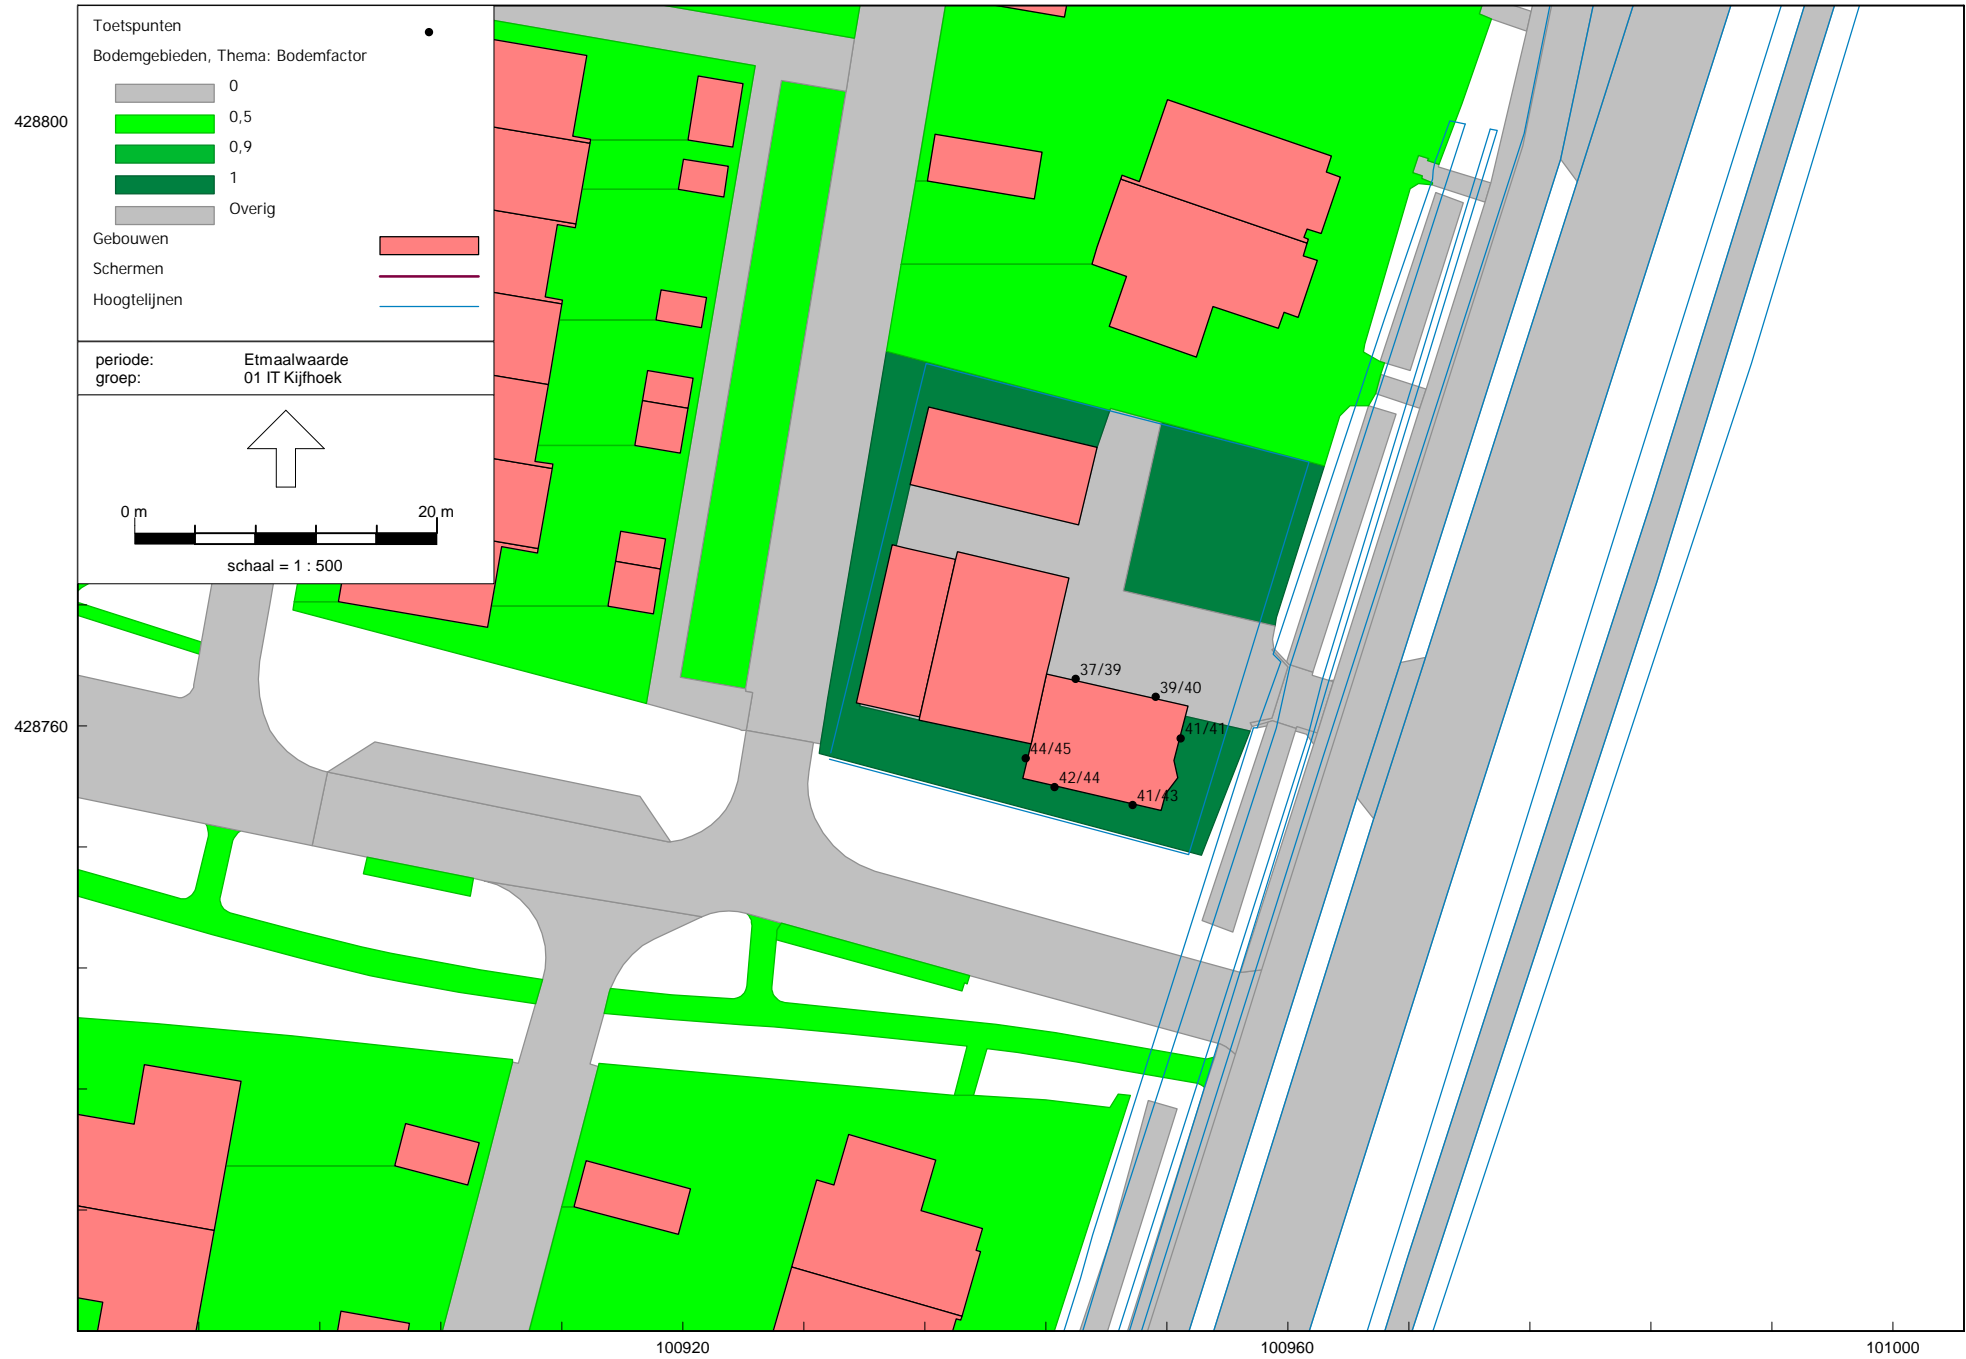 Toetspunten
Bodemgebieden, Thema: Bodemfactor
0
0,5
0,9
1
Overig
Gebouwen
Schermen
Hoogtelijnen
periode: Etmaalwaarde
groep: 01 IT Kijfhoek
0 m 20 m
schaal = 1 : 500
428800
428760
37/39
39/40
41/41
44/45
42/44
41/43
100920 100960 101000